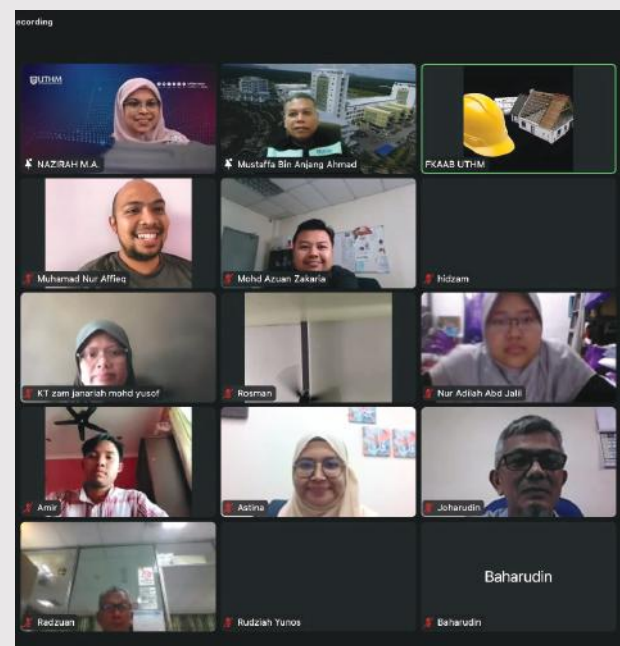 ecording
UTHM
NAZIRAH M.A.
Mustaffa Bin Anjang Ahmad
FKAAB UTHM
Muhamad Nur Affieq
Mohd Azuan Zakaria
hidzam
KT zam janariah mohd yusof
Rosman
Nur Adilah Abd Jalil
Amir
Astina
Joharudin
Radzuan
Rudziah Yunos
Baharudin
Baharudin